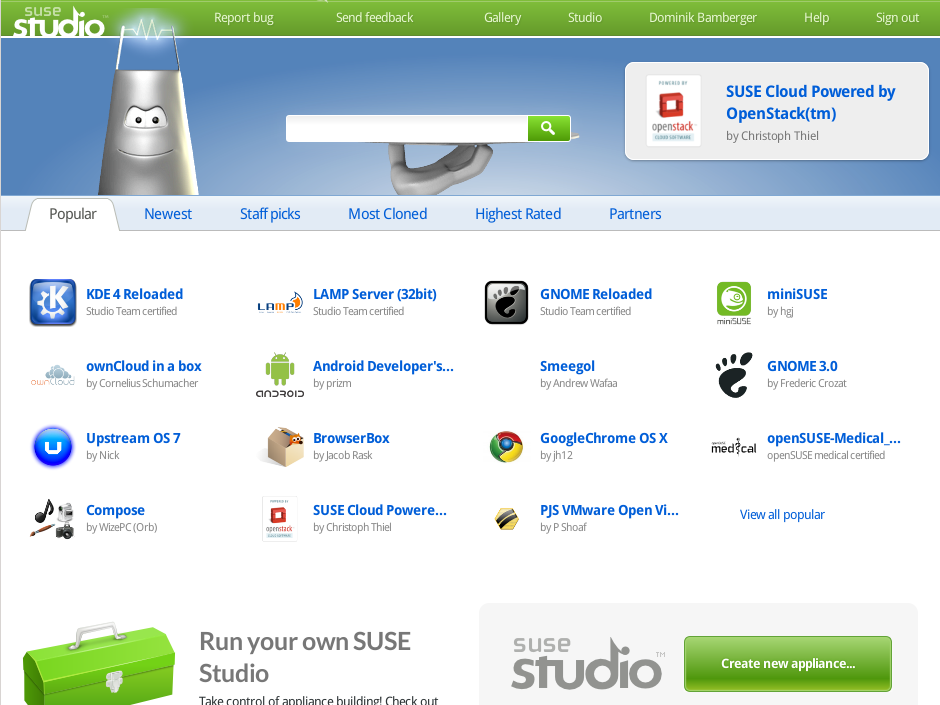 suse
studio
Report bug
Send feedback
Gallery
Studio
Dominik Bamberger
Help
Sign out
POWERED BY
openstack
CLOUD SOFTWARE
SUSE Cloud Powered by
OpenStack(tm)
by Christoph Thiel
Popular
Newest
Staff picks
Most Cloned
Highest Rated
Partners
KDE 4 Reloaded
Studio Team certified
LAMP
LAMP Server (32bit)
Studio Team certified
GNOME Reloaded
Studio Team certified
miniSUSE
miniSUSE
by hgj
ownCloud
ownCloud in a box
by Cornelius Schumacher
ANDROID
Android Developer's...
by prizm
Smeegol
by Andrew Wafaa
GNOME 3.0
by Frederic Crozat
Upstream OS 7
by Nick
BrowserBox
by Jacob Rask
GoogleChrome OS X
by jh12
medical
openSUSE-Medical_...
openSUSE medical certified
Compose
by WizePC (Orb)
POWERED BY
openstack
CLOUD SOFTWARE
SUSE Cloud Powere...
by Christoph Thiel
PJS VMware Open Vi...
by P Shoaf
View all popular
Run your own SUSE
Studio
Take control of appliance building! Check out
suse
studio™
Create new appliance...